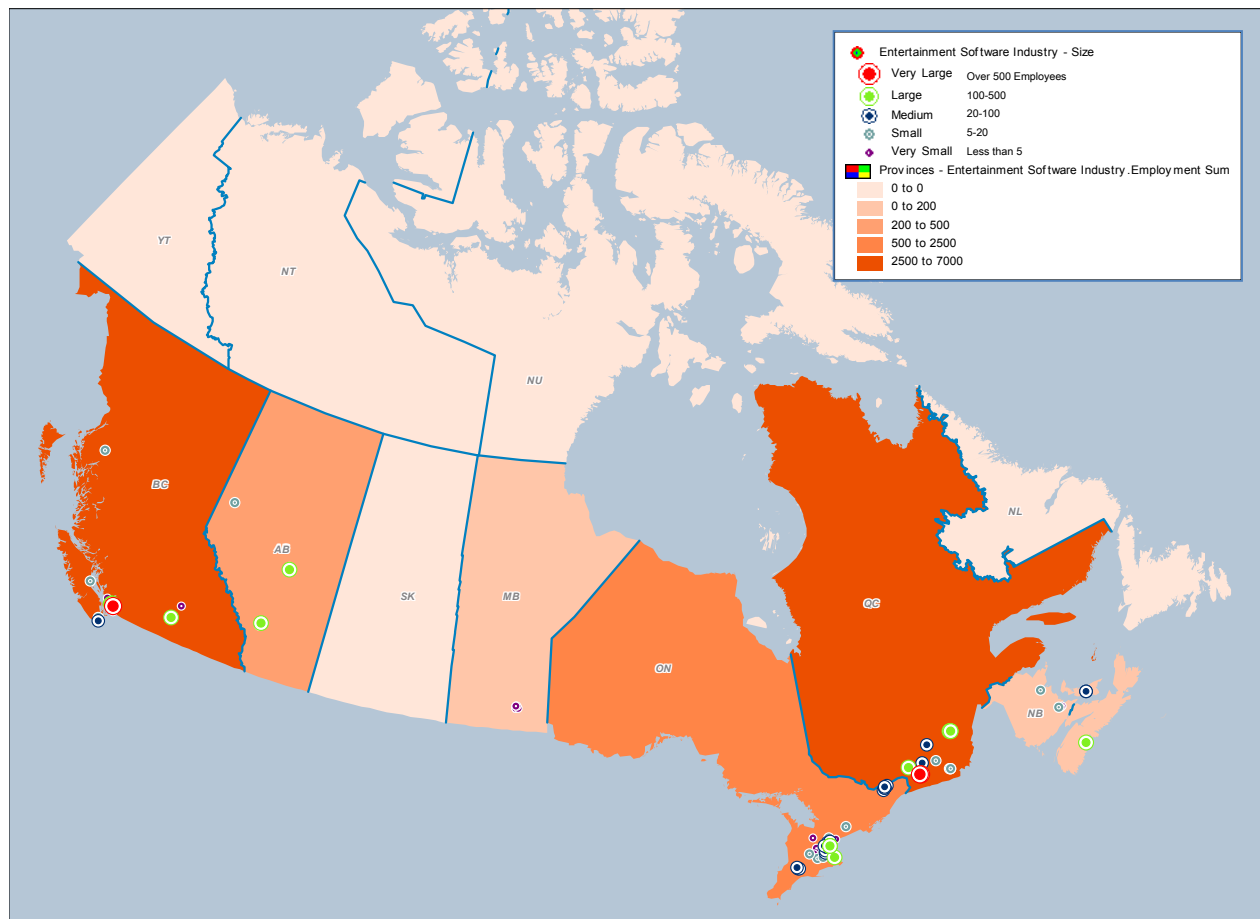 Entertainment Software Industry - Size
Very Large Over 500 Employees
Large 100-500
Medium 20-100
Small 5-20
Very Small Less than 5
Provinces - Entertainment Software Industry.Employment Sum
0 to 0
0 to 200
200 to 500
500 to 2500
2500 to 7000
YT
NT
NU
BC
AB
SK
MB
ON
QC
NL
NB